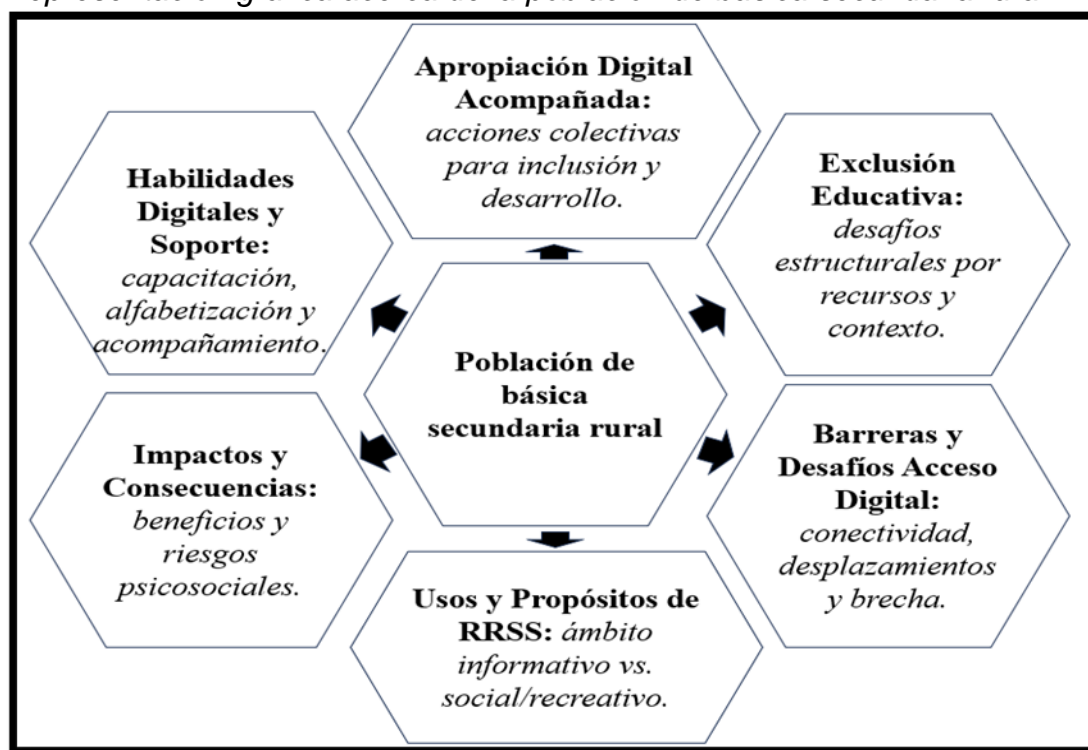 Apropiación Digital
Acompañada:
acciones colectivas
para inclusión y
desarrollo.
Habilidades
Digitales y
Soporte:
capacitación,
alfabetización y
acompañamiento.
Exclusión
Educativa:
desafíos
estructurales por
recursos y
contexto.
Población de
básica
secundaria rural
Impactos y
Consecuencias:
beneficios y
riesgos
psicosociales.
Barreras y
Desafíos Acceso
Digital:
conectividad,
desplazamientos
y brecha.
Usos y Propósitos de
RRSS: ámbito
informativo vs.
social/recreativo.